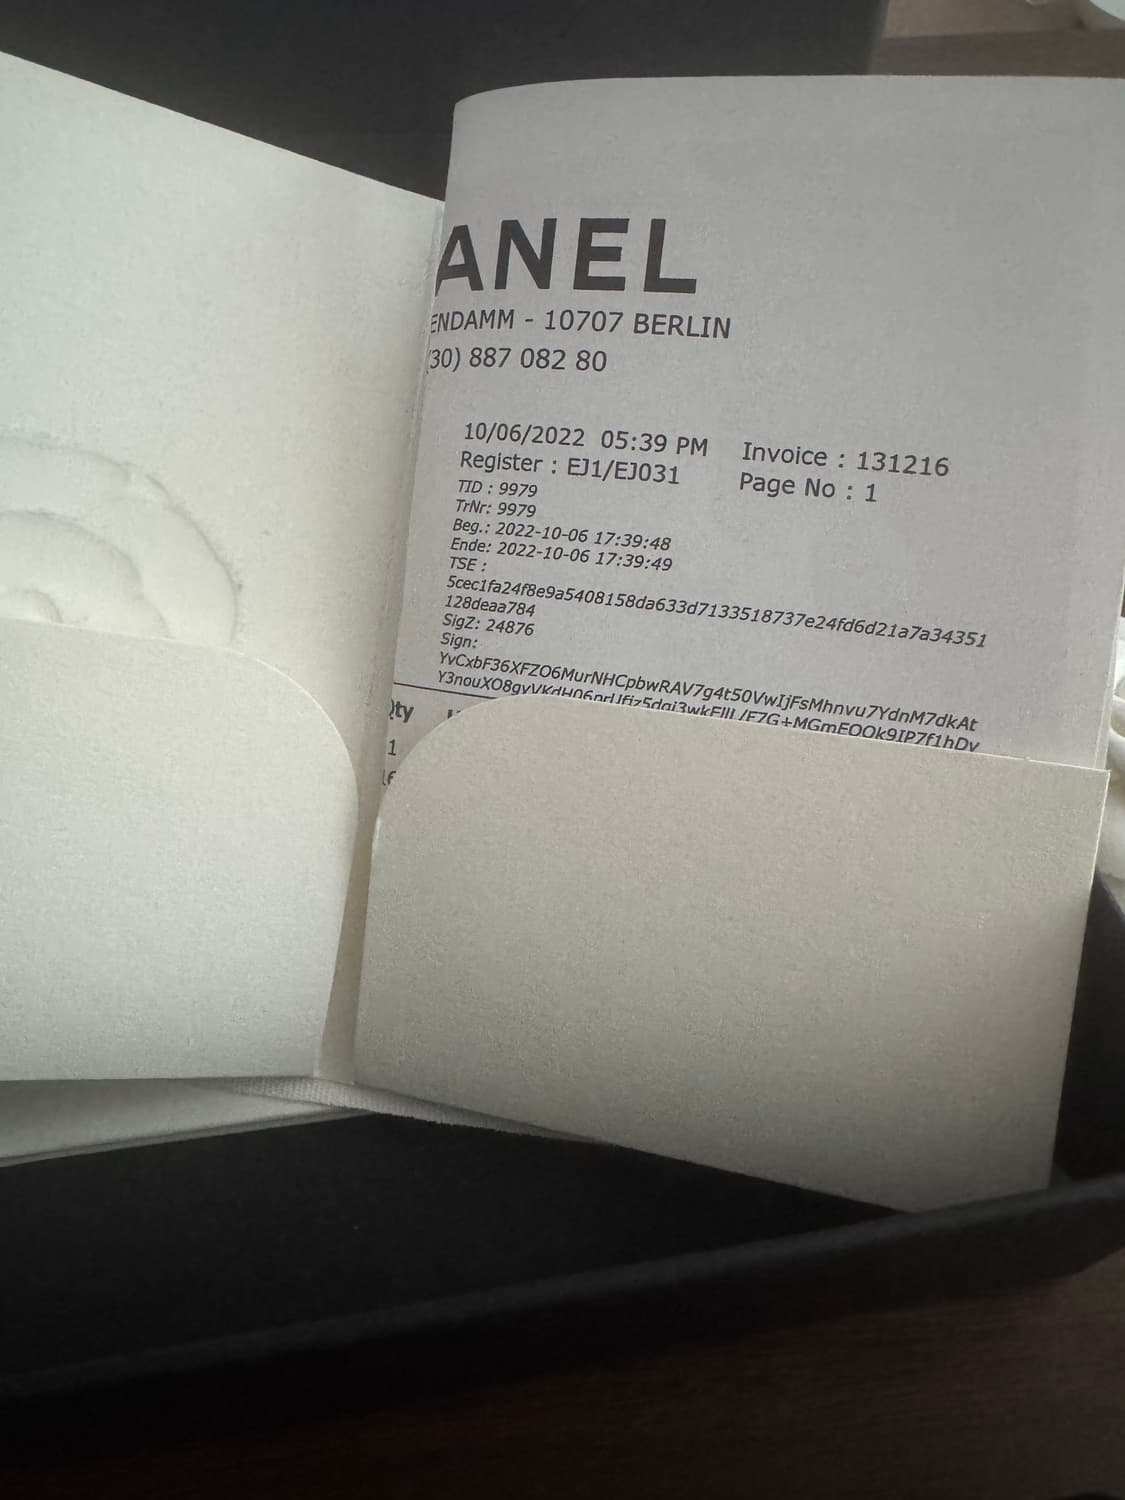 ANEL
ENDAMM - 10707 BERLIN
30) 887 082 80
10/06/2022 05:39 PM Invoice : 131216
Register : EJ1/EJ031 Page No : 1
TID : 9979
TrNr: 9979
Beg.: 2022-10-06 17:39:48
Ende: 2022-10-06 17:39:49
TSE :
5cec1fa24f8e9a5408158da633d7133518737e24fd6d21a7a34351
128deaa784
SigZ: 24876
Sign:
YvCxbF36XFZO6MurNHCpbwRAV7g4t50VwIjFsMhnvu7YdnM7dkAt
Qty
1